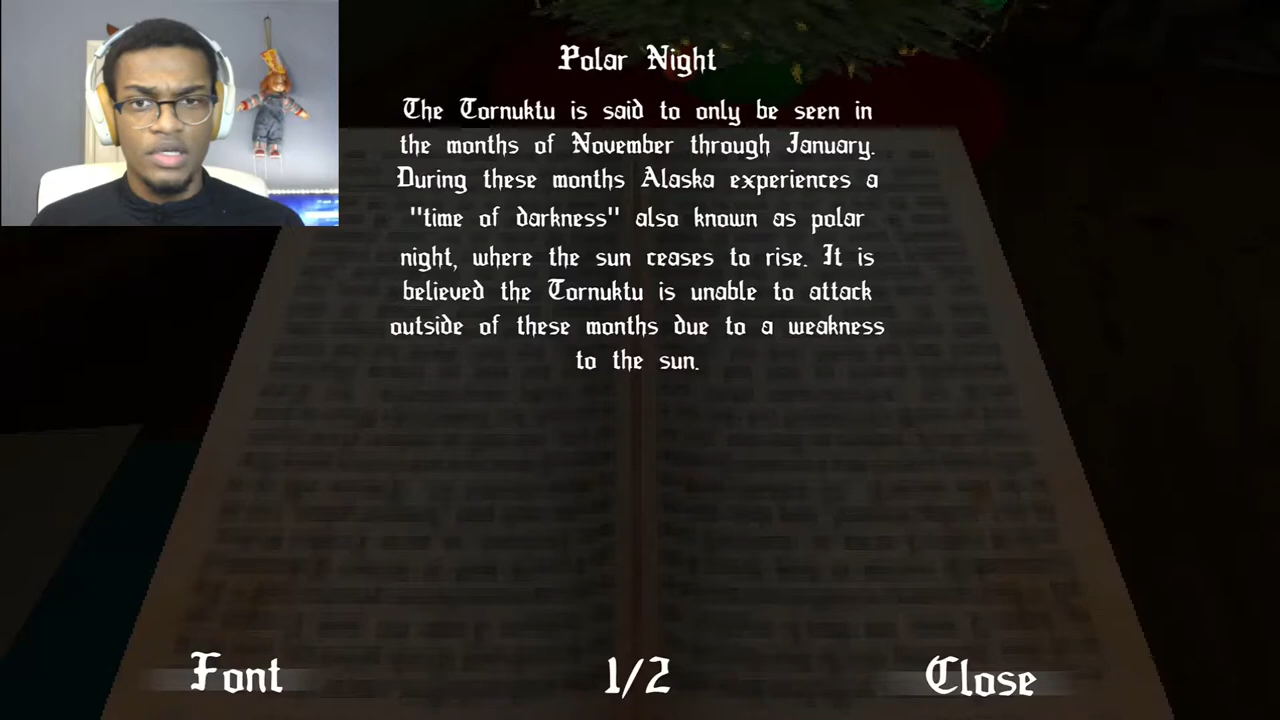 Polar Night
The Tornuktu is said to only be seen in
the months of November through January.
During these months Alaska experiences a
"time of darkness" also known as polar
night, where the sun ceases to rise. It is
believed the Tornuktu is unable to attack
outside of these months due to a weakness
to the sun.
Font
1/2
Close